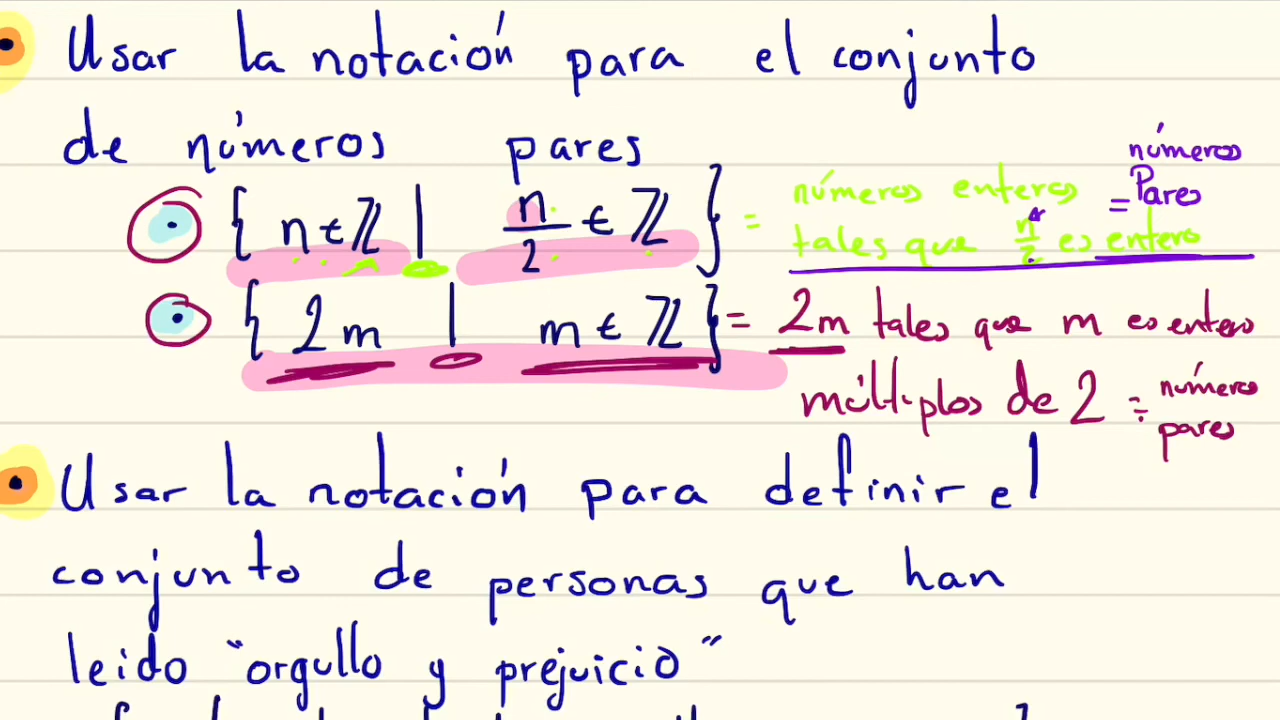 Usar la notación para el conjunto
de números pares
{ n ∈ ℤ | n/2 ∈ ℤ } = números enteros tales que n/2 es entero = números Pares
{ 2m | m ∈ ℤ } = 2m tales que m es entero
múltiplos de 2 = números pares
Usar la notación para definir el
conjunto de personas que han
leido "orgullo y prejuicio"